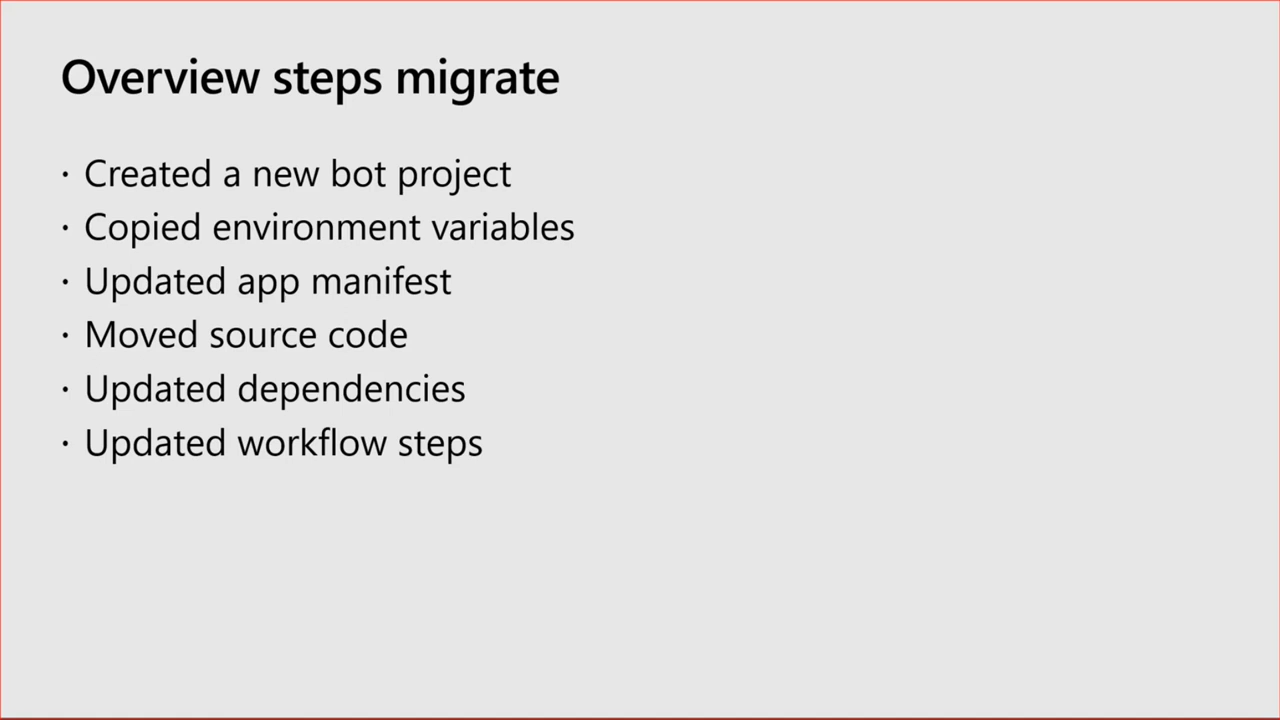 Overview steps migrate
· Created a new bot project
· Copied environment variables
· Updated app manifest
· Moved source code
· Updated dependencies
· Updated workflow steps